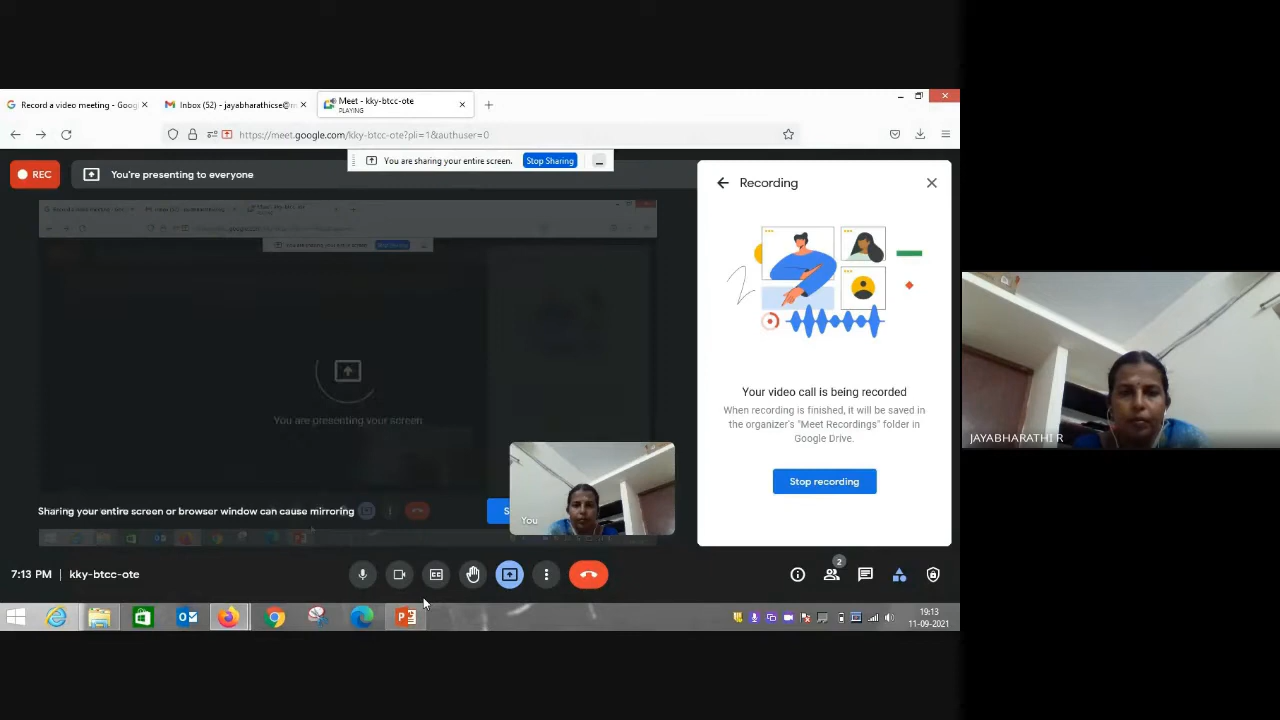 Record a video meeting - Goog
Inbox (52) - jayabharathicse@m
Meet - kky-btcc-ote
PLAYING
https://meet.google.com/kky-btcc-ote?pli=1&authuser=0
You are sharing your entire screen.
Stop Sharing
REC
You're presenting to everyone
Recording
You are presenting your screen
Your video call is being recorded
When recording is finished, it will be saved in
the organizer's "Meet Recordings" folder in
Google Drive.
Stop recording
Sharing your entire screen or browser window can cause mirroring
S
You
JAYABHARATHI R
7:13 PM | kky-btcc-ote
2
19:13
11-09-2021